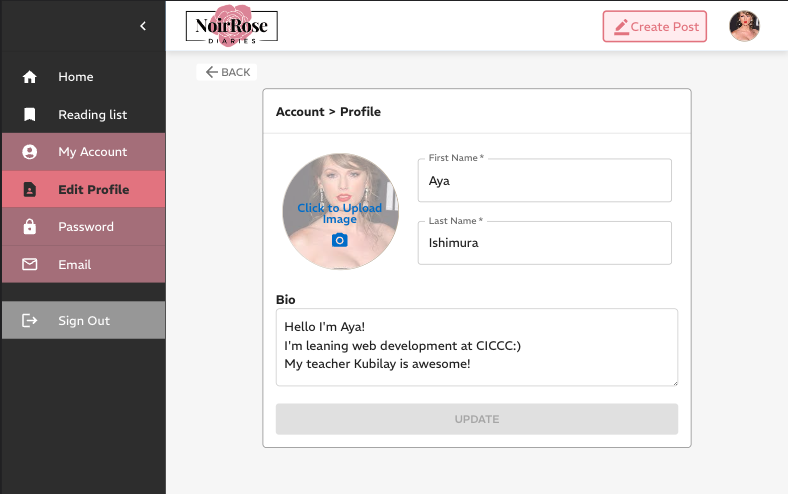 NoirRose
DIARIES
Create Post
Home
Reading list
My Account
Edit Profile
Password
Email
Sign Out
BACK
Account > Profile
Click to Upload
Image
First Name *
Aya
Last Name *
Ishimura
Bio
Hello I'm Aya!
I'm leaning web development at CICCC:)
My teacher Kubilay is awesome!
UPDATE